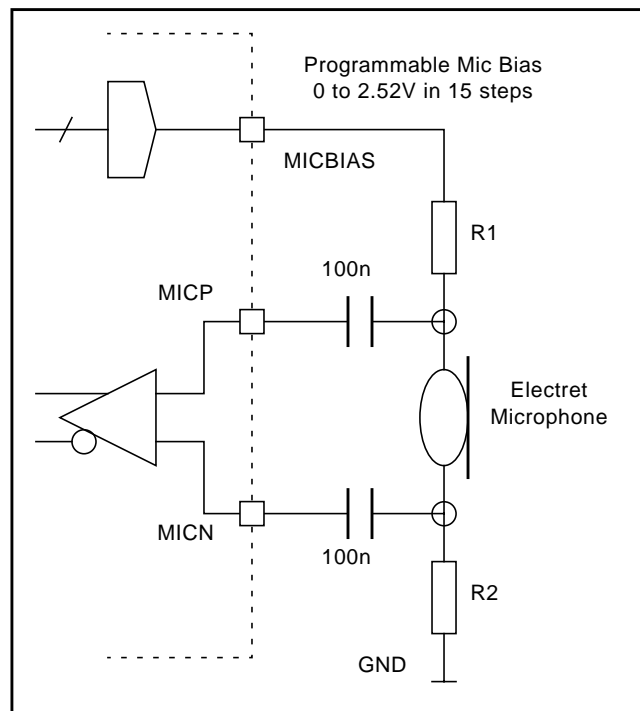 Programmable Mic Bias
0 to 2.52V in 15 steps
MICBIAS
R1
100n
MICP
Electret
Microphone
MICN
100n
R2
GND